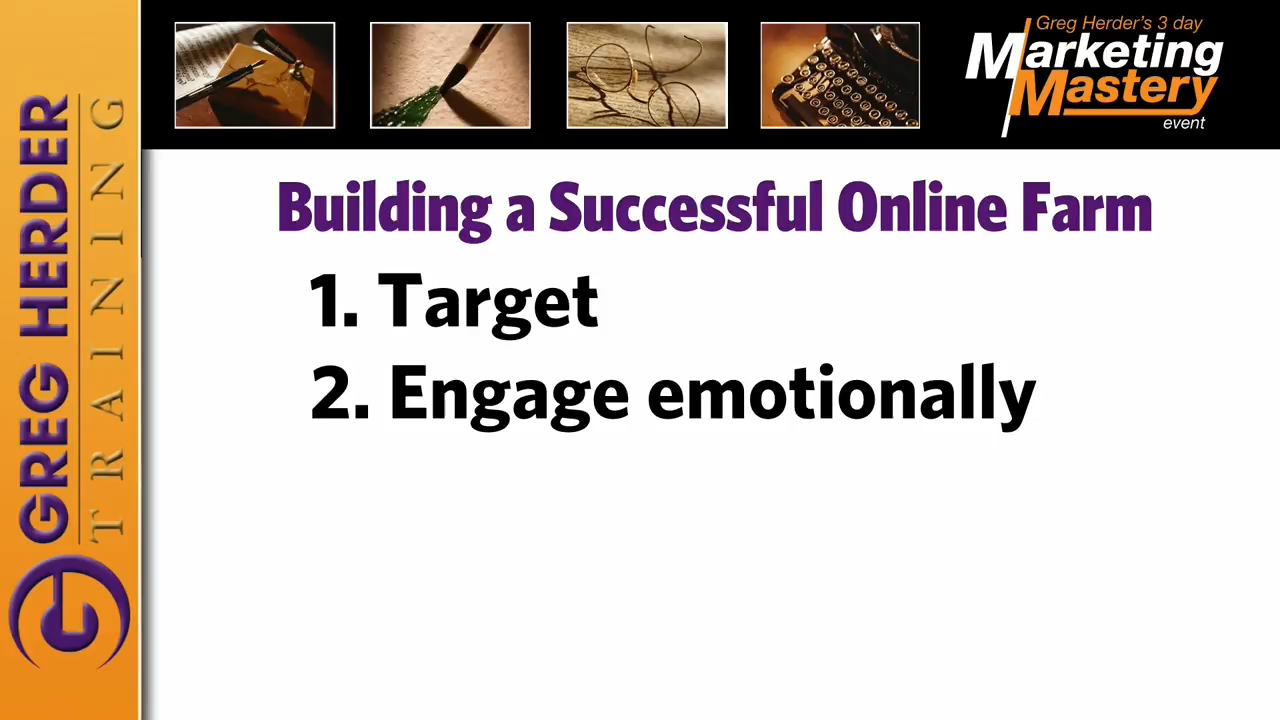 Greg Herder's 3 day
Marketing
Mastery
event
GREG HERDER
TRAINING
Building a Successful Online Farm
1. Target
2. Engage emotionally